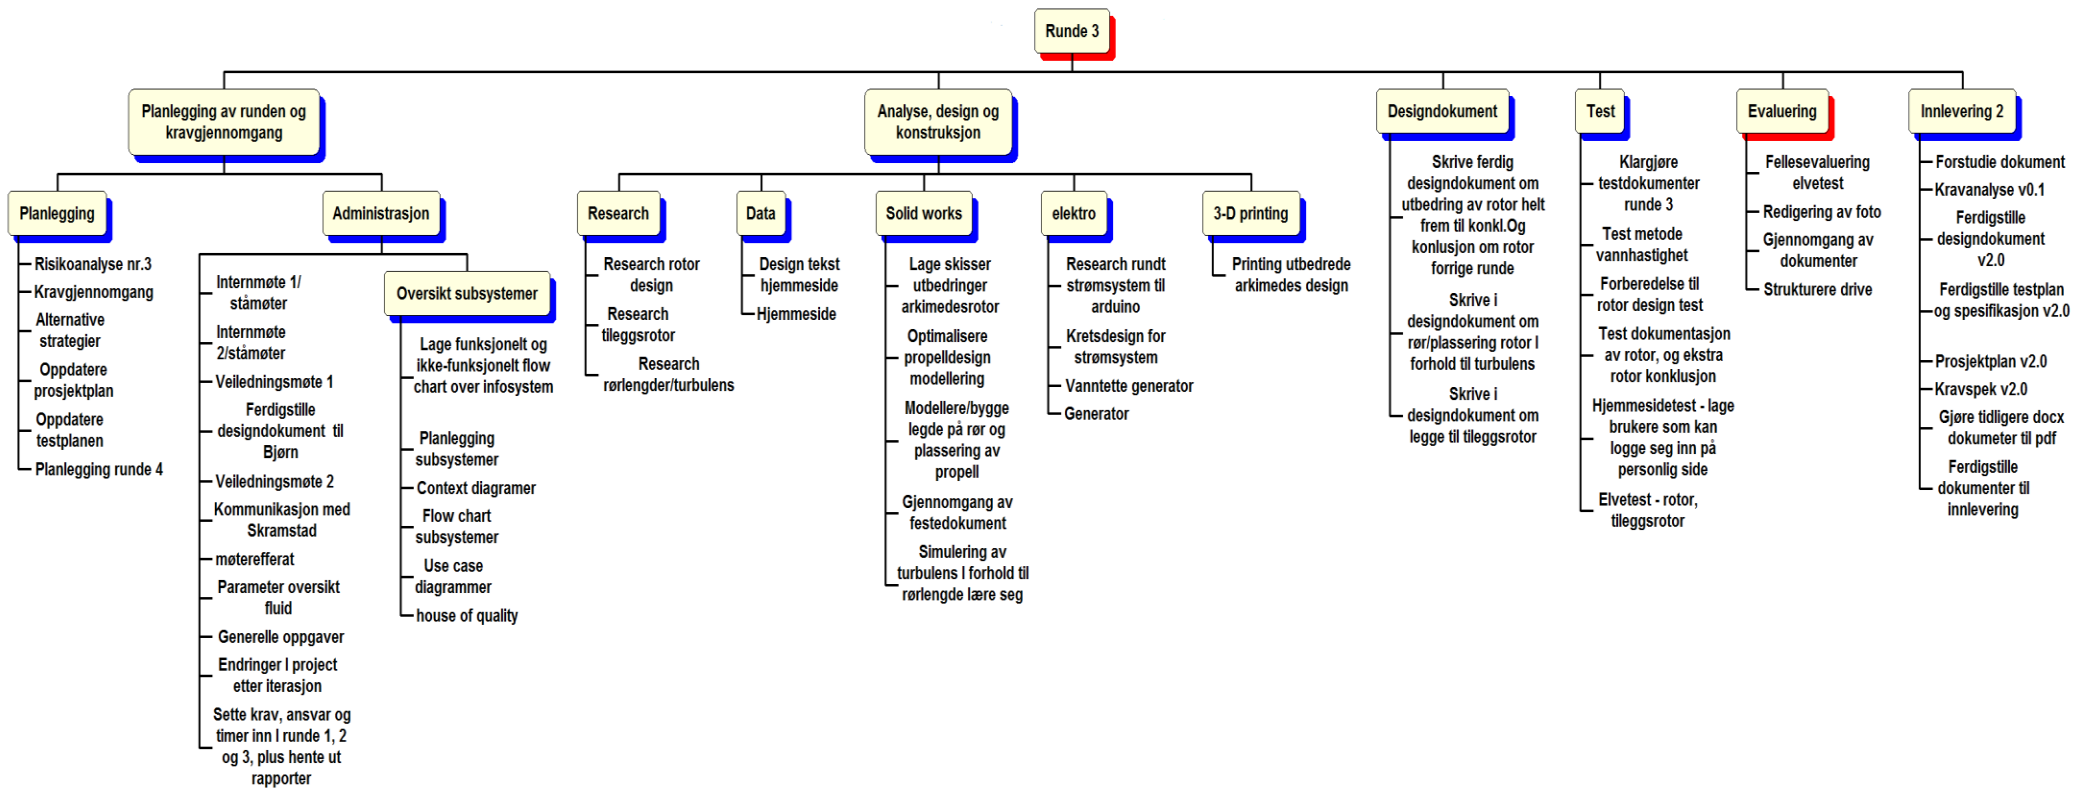 Runde 3
Planlegging av runden og
kravgjennomgang
Planlegging
Risikoanalyse nr.3
Kravgjennomgang
Alternative
strategier
Oppdatere
prosjektplan
Oppdatere
testplanen
Planlegging runde 4
Administrasjon
Internmøte 1/
ståmøter
Internmøte
2/ståmøter
Veiledningsmøte 1
Ferdigstille
designdokument til
Bjørn
Veiledningsmøte 2
Kommunikasjon med
Skramstad
møterefferat
Parameter oversikt
fluid
Generelle oppgaver
Endringer I project
etter iterasjon
Sette krav, ansvar og
timer inn I runde 1, 2
og 3, plus hente ut
rapporter
Oversikt subsystemer
Lage funksjonelt og
ikke-funksjonelt flow
chart over infosystem
Planlegging
subsystemer
Context diagramer
Flow chart
subsystemer
Use case
diagrammer
house of quality
Analyse, design og
konstruksjon
Research
Research rotor
design
Research
tileggsrotor
Research
rørlengder/turbulens
Data
Design tekst
hjemmeside
Hjemmeside
Solid works
Lage skisser
utbedringer
arkimedesrotor
Optimalisere
propelldesign
modellering
Modellere/bygge
legde på rør og
plassering av
propell
Gjennomgang av
festedokument
Simulering av
turbulens I forhold til
rørlengde lære seg
elektro
Research rundt
strømsystem til
arduino
Kretsdesign for
strømsystem
Vanntette generator
Generator
3-D printing
Printing utbedrede
arkimedes design
Designdokument
Skrive ferdig
designdokument om
utbedring av rotor helt
frem til konkl.Og
konlusjon om rotor
forrige runde
Skrive i
designdokument om
rør/plassering rotor I
forhold til turbulens
Skrive i
designdokument om
legge til tileggsrotor
Test
Klargjøre
testdokumenter
runde 3
Test metode
vannhastighet
Forberedelse til
rotor design test
Test dokumentasjon
av rotor, og ekstra
rotor konklusjon
Hjemmesidetest - lage
brukere som kan
logge seg inn på
personlig side
Elvetest - rotor,
tileggsrotor
Evaluering
Fellesevaluering
elvetest
Redigering av foto
Gjennomgang av
dokumenter
Strukturere drive
Innlevering 2
Forstudie dokument
Kravanalyse v0.1
Ferdigstille
designdokument
v2.0
Ferdigstille testplan
og spesifikasjon v2.0
Prosjektplan v2.0
Kravspek v2.0
Gjøre tidligere docx
dokumeter til pdf
Ferdigstille
dokumenter til
innlevering